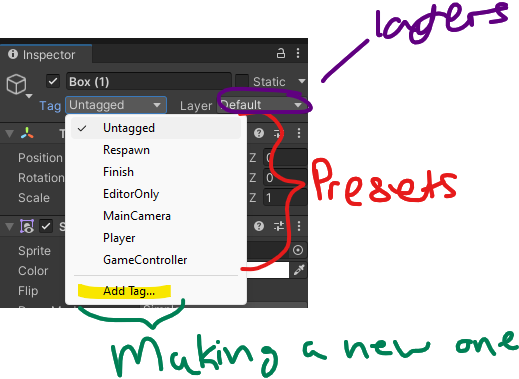 layers
Inspector
Box (1)
Static
Tag Untagged Layer Default
Untagged
Respawn
Finish
EditorOnly
MainCamera
Player
GameController
Add Tag...
T
Position Z 0
Rotation Z 0
Scale Z 1
S
Sprite
Color
Flip
Presets
Making a new one